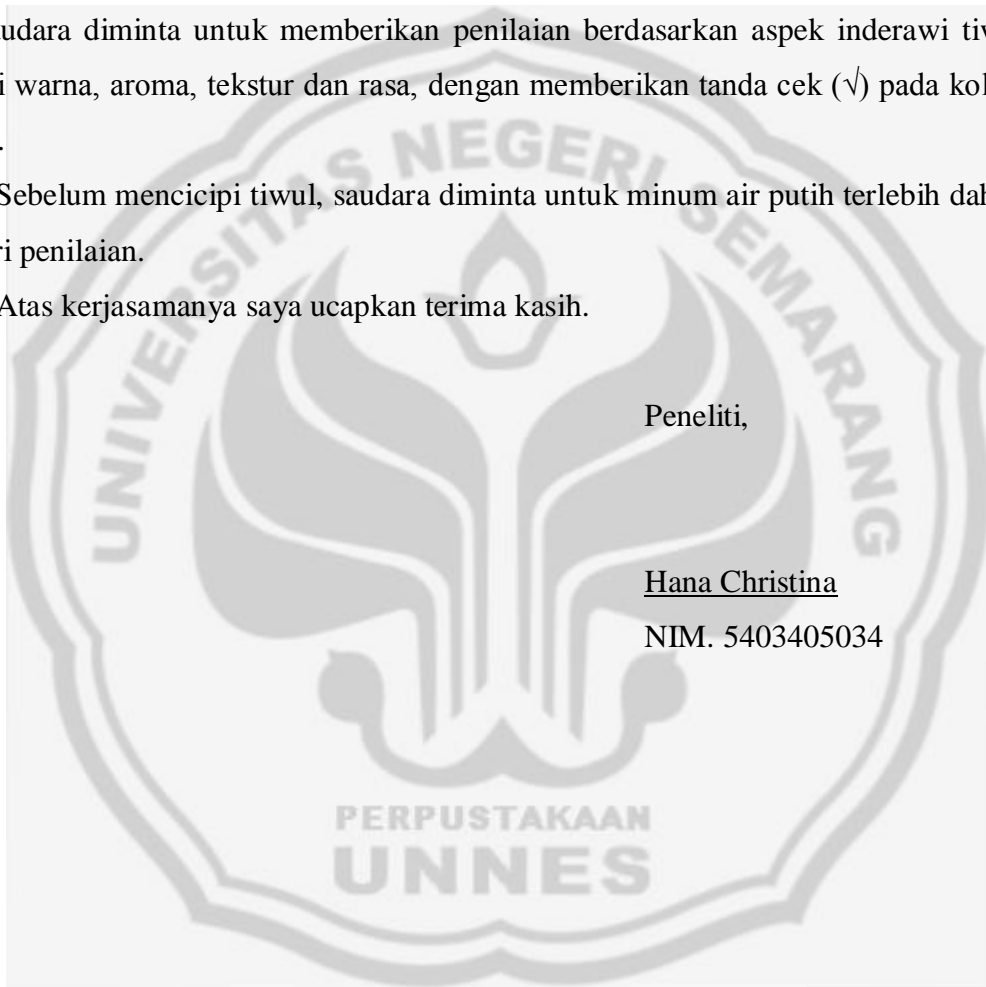 udara diminta untuk memberikan penilaian berdasarkan aspek inderawi tiw
i warna, aroma, tekstur dan rasa, dengan memberikan tanda cek (√) pada kol
.
Sebelum mencicipi tiwul, saudara diminta untuk minum air putih terlebih dah
ri penilaian.
Atas kerjasamanya saya ucapkan terima kasih.
Peneliti,
Hana Christina
NIM. 5403405034
UNIVERSITAS NEGERI SEMARANG
PERPUSTAKAAN
UNNES